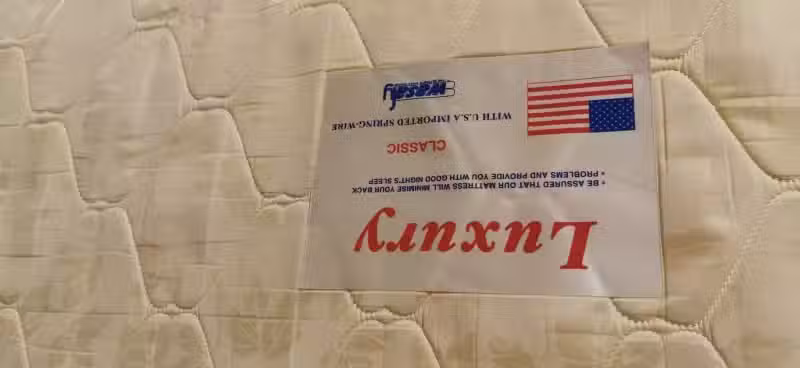 Luxury
• BE ASSURED THAT OUR MATTRESS WILL MINIMISE YOUR BACK
• PROBLEMS AND PROVIDE YOU WITH GOOD NIGHT'S SLEEP
CLASSIC
WITH U.S.A IMPORTED SPRING-WIRE